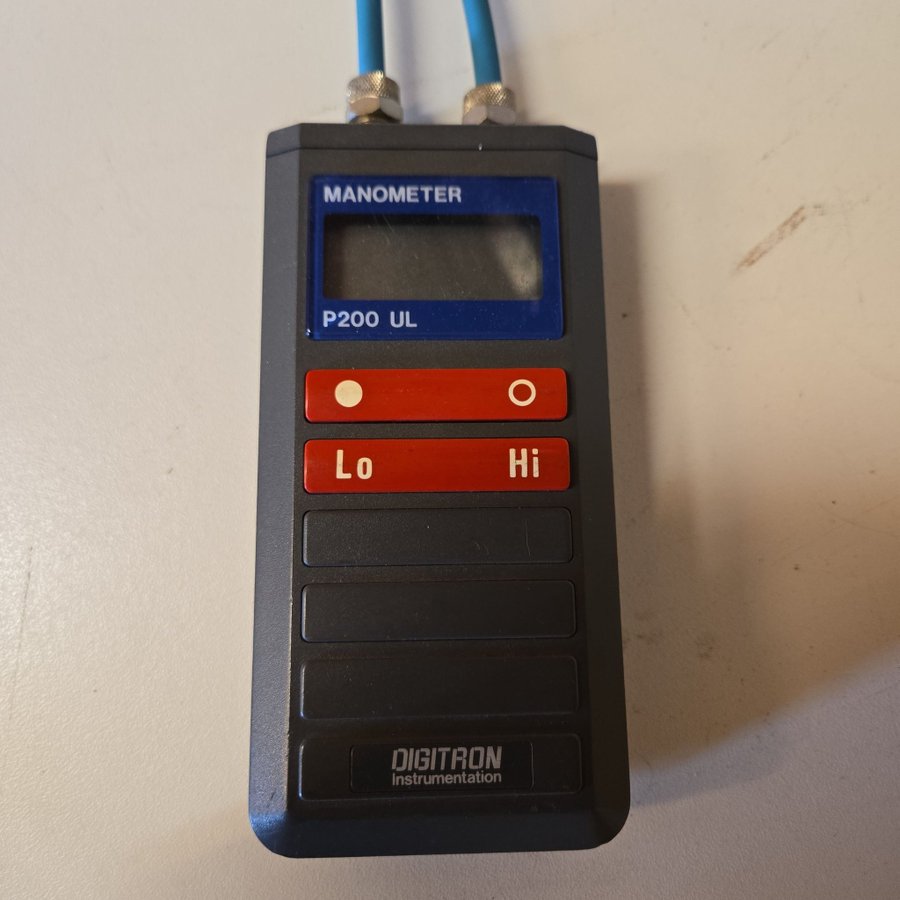 MANOMETER
P200 UL
Lo Hi
DIGITRON
Instrumentation